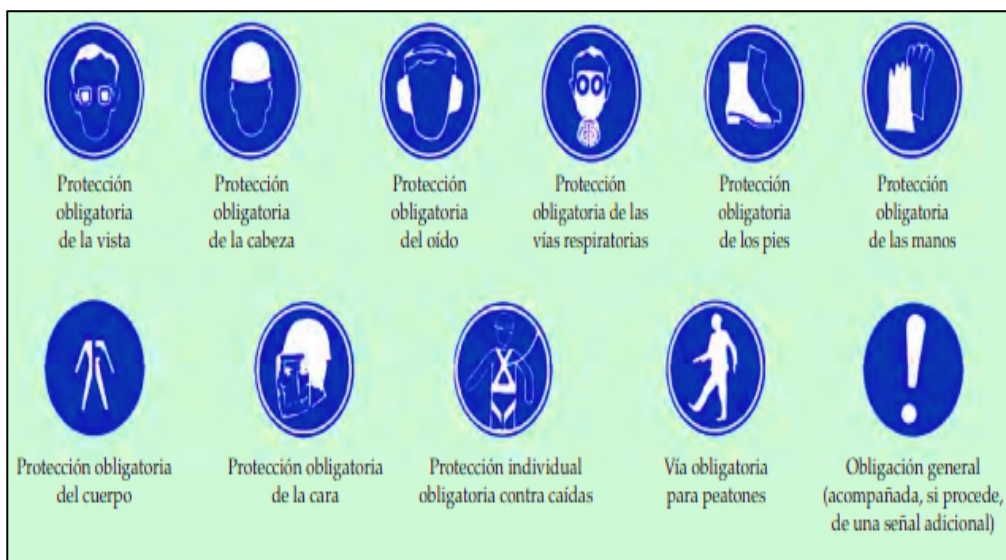 Protección
obligatoria
de la vista
Protección
obligatoria
de la cabeza
Protección
obligatoria
del oído
Protección
obligatoria de las
vías respiratorias
Protección
obligatoria
de los pies
Protección
obligatoria
de las manos
Protección obligatoria
del cuerpo
Protección obligatoria
de la cara
Protección individual
obligatoria contra caídas
Vía obligatoria
para peatones
Obligación general
(acompañada, si procede,
de una señal adicional)